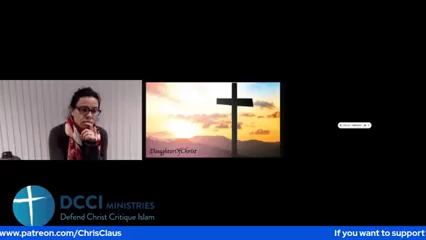 DaughterOfChrist
DCCI MINISTRIES
Defend Christ Critique Islam
www.patreon.com/ChrisClaus
If you want to support